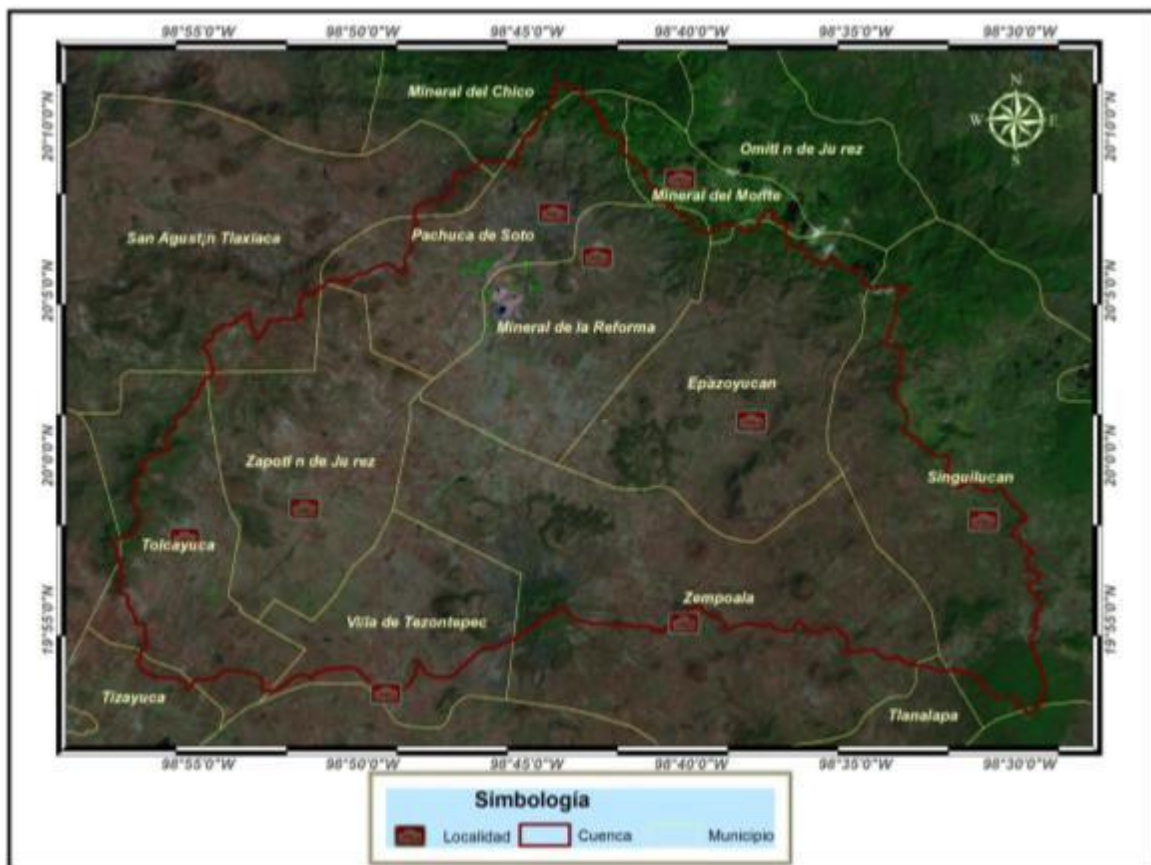 98°55'0"W 98°50'0"W 98°45'0"W 98°40'0"W 98°35'0"W 98°30'0"W
20°10'0"N
20°10'0"N
20°5'0"N
20°5'0"N
20°0'0"N
20°0'0"N
19°55'0"N
19°55'0"N
N
W E
S
Mineral del Chico
Omitl n de Ju rez
Mineral del Monte
San Agust¡n Tlaxiaca
Pachuca de Soto
Mineral de la Reforma
Epazoyucan
Zapotl n de Ju rez
Singuilucan
Tolcayuca
Zempoala
Villa de Tezontepec
Tizayuca
Tlanalapa
98°55'0"W 98°50'0"W 98°45'0"W 98°40'0"W 98°35'0"W 98°30'0"W
Simbología
Localidad Cuenca Municipio